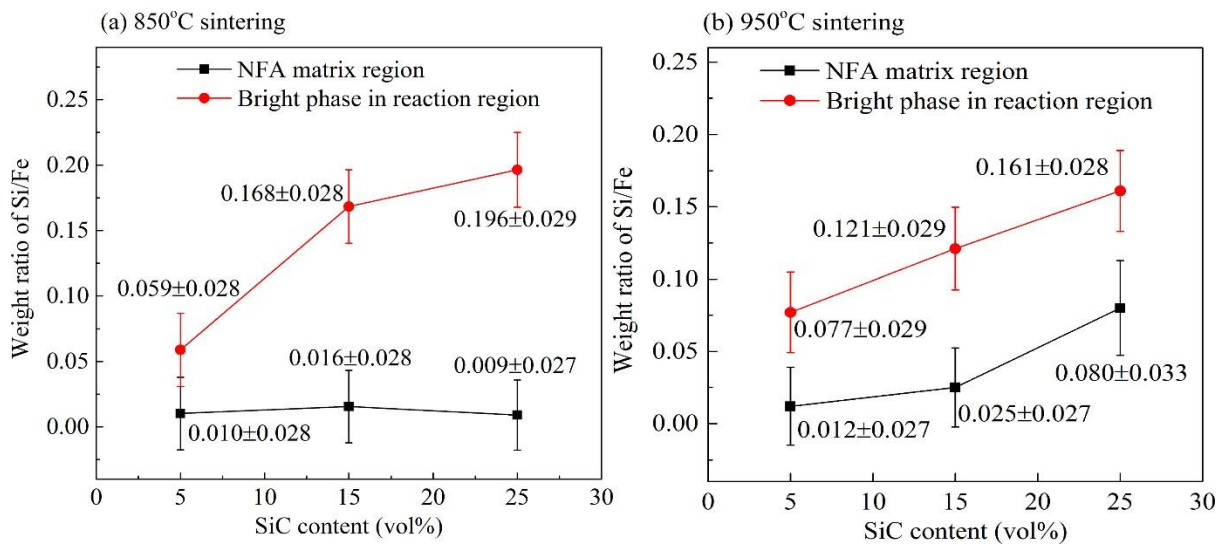 (a) 850°C sintering
NFA matrix region
Bright phase in reaction region
Weight ratio of Si/Fe
0.25
0.20
0.15
0.10
0.05
0.00
0.059±0.028
0.168±0.028
0.196±0.029
0.010±0.028
0.016±0.028
0.009±0.027
0 5 10 15 20 25 30
SiC content (vol%)
(b) 950°C sintering
NFA matrix region
Bright phase in reaction region
Weight ratio of Si/Fe
0.25
0.20
0.15
0.10
0.05
0.00
0.077±0.029
0.121±0.029
0.161±0.028
0.012±0.027
0.025±0.027
0.080±0.033
0 5 10 15 20 25 30
SiC content (vol%)